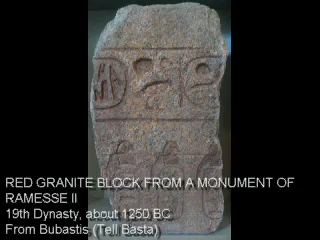 RED GRANITE BLOCK FROM A MONUMENT OF
RAMESSE II
19th Dynasty, about 1250 BC
From Bubastis (Tell Basta)